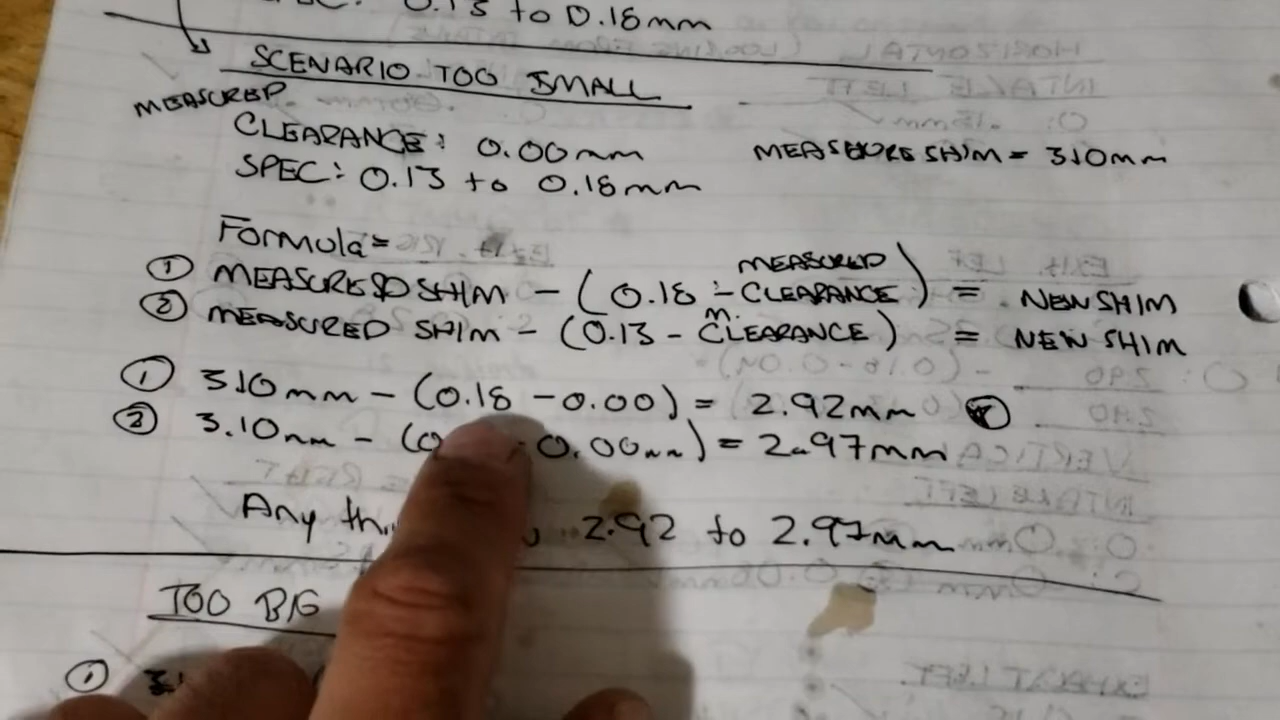 0.13 to 0.18mm
SCENARIO TOO SMALL
MEASURED
CLEARANCE: 0.00mm
MEASURE SHIM = 3.10mm
SPEC: 0.13 to 0.18mm
Formula =
① MEASURED SHIM - (0.18 - MEASURED CLEARANCE) = NEW SHIM
② MEASURED SHIM - (0.13 - M. CLEARANCE) = NEW SHIM
① 3.10mm - (0.18 - 0.00) = 2.92mm
② 3.10mm - (0 - 0.00mm) = 2.97mm
Any 2.92 to 2.97mm
TOO BIG
①